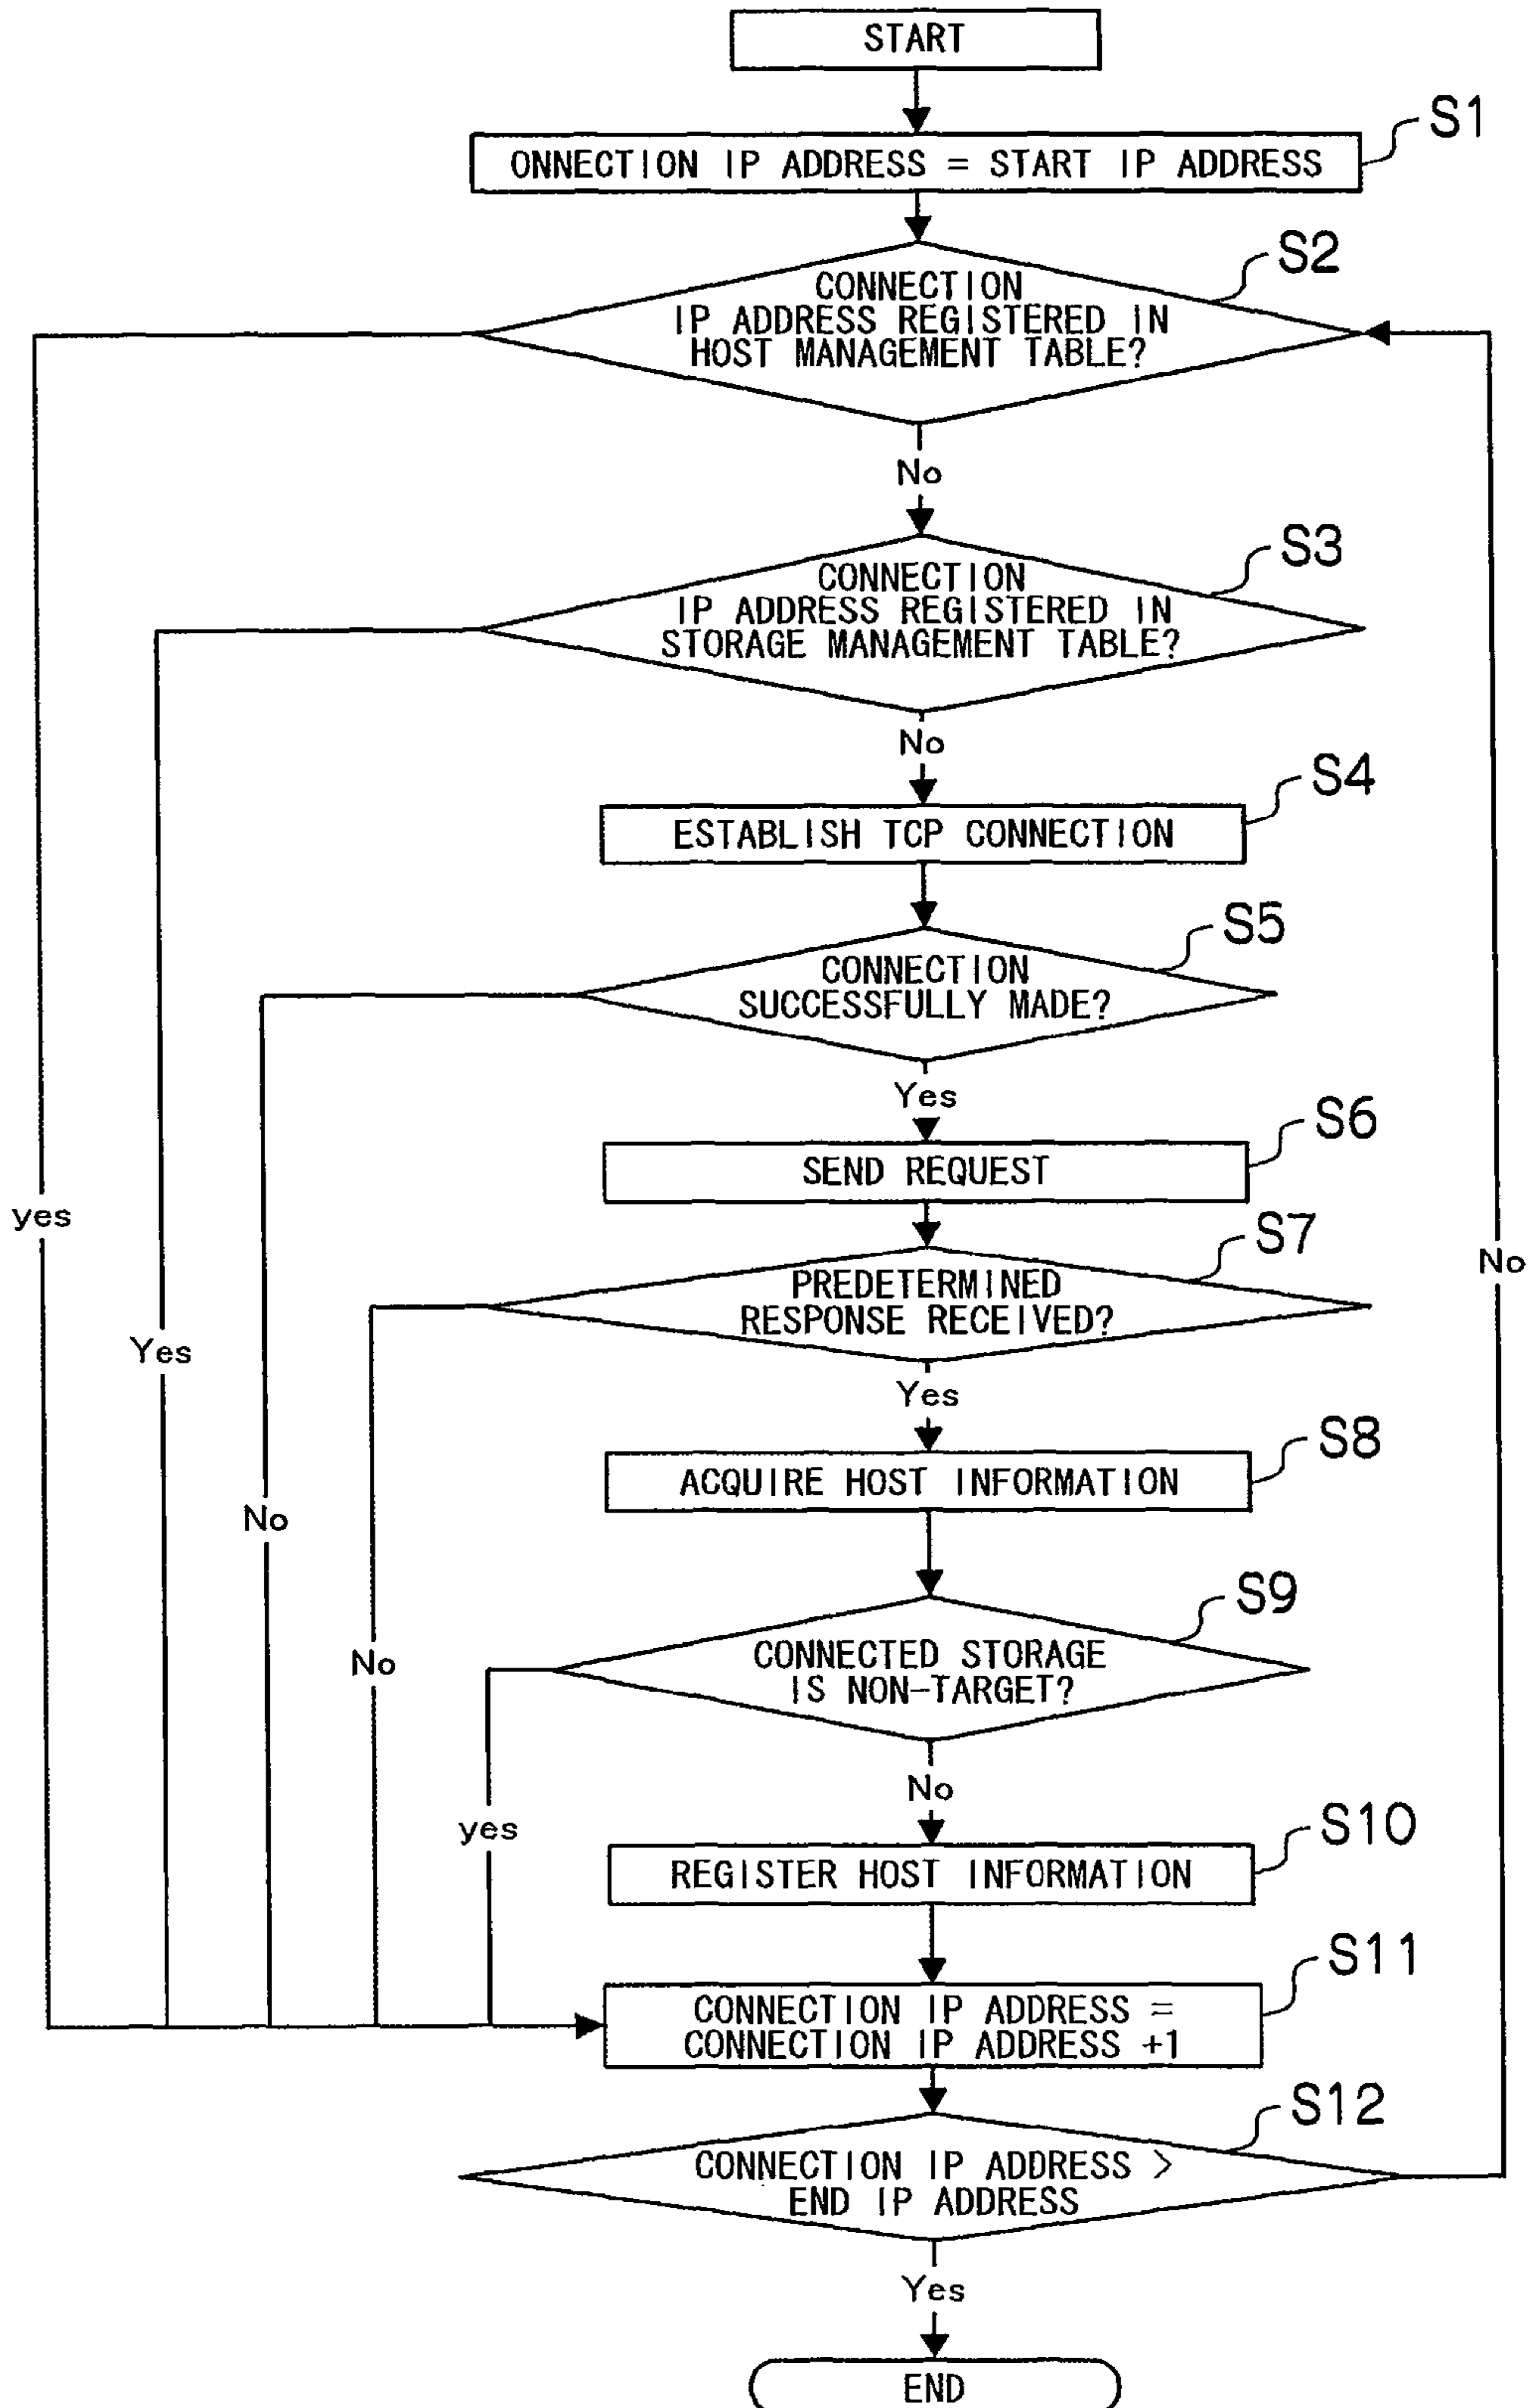 START
S1
ONNECTION IP ADDRESS = START IP ADDRESS
S2
CONNECTION
IP ADDRESS REGISTERED IN
HOST MANAGEMENT TABLE?
No
S3
CONNECTION
IP ADDRESS REGISTERED IN
STORAGE MANAGEMENT TABLE?
No
S4
ESTABLISH TCP CONNECTION
S5
CONNECTION
SUCCESSFULLY MADE?
Yes
S6
SEND REQUEST
yes
S7
No
PREDETERMINED
RESPONSE RECEIVED?
Yes
Yes
S8
ACQUIRE HOST INFORMATION
No
S9
CONNECTED STORAGE
IS NON-TARGET?
No
No
yes
S10
REGISTER HOST INFORMATION
S11
CONNECTION IP ADDRESS =
CONNECTION IP ADDRESS +1
S12
CONNECTION IP ADDRESS >
END IP ADDRESS
Yes
END